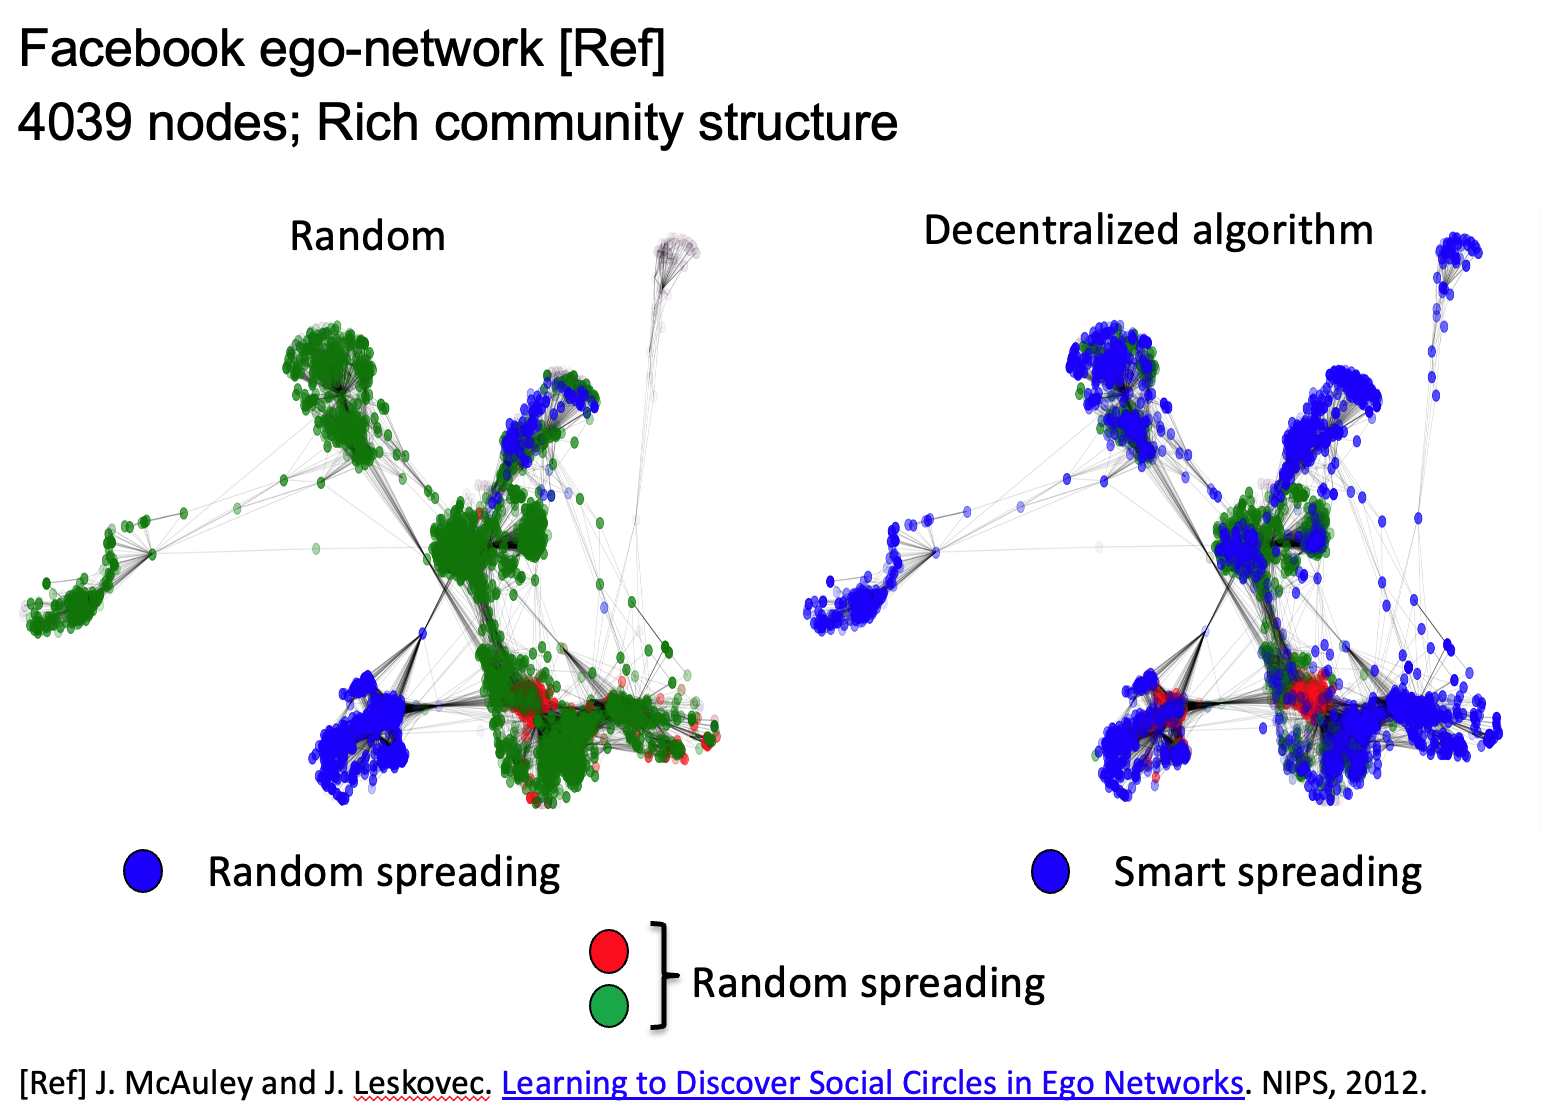 Facebook ego-network [Ref]
4039 nodes; Rich community structure
Random
Decentralized algorithm
Random spreading
Smart spreading
Random spreading
[Ref] J. McAuley and J. Leskovec. Learning to Discover Social Circles in Ego Networks. NIPS, 2012.